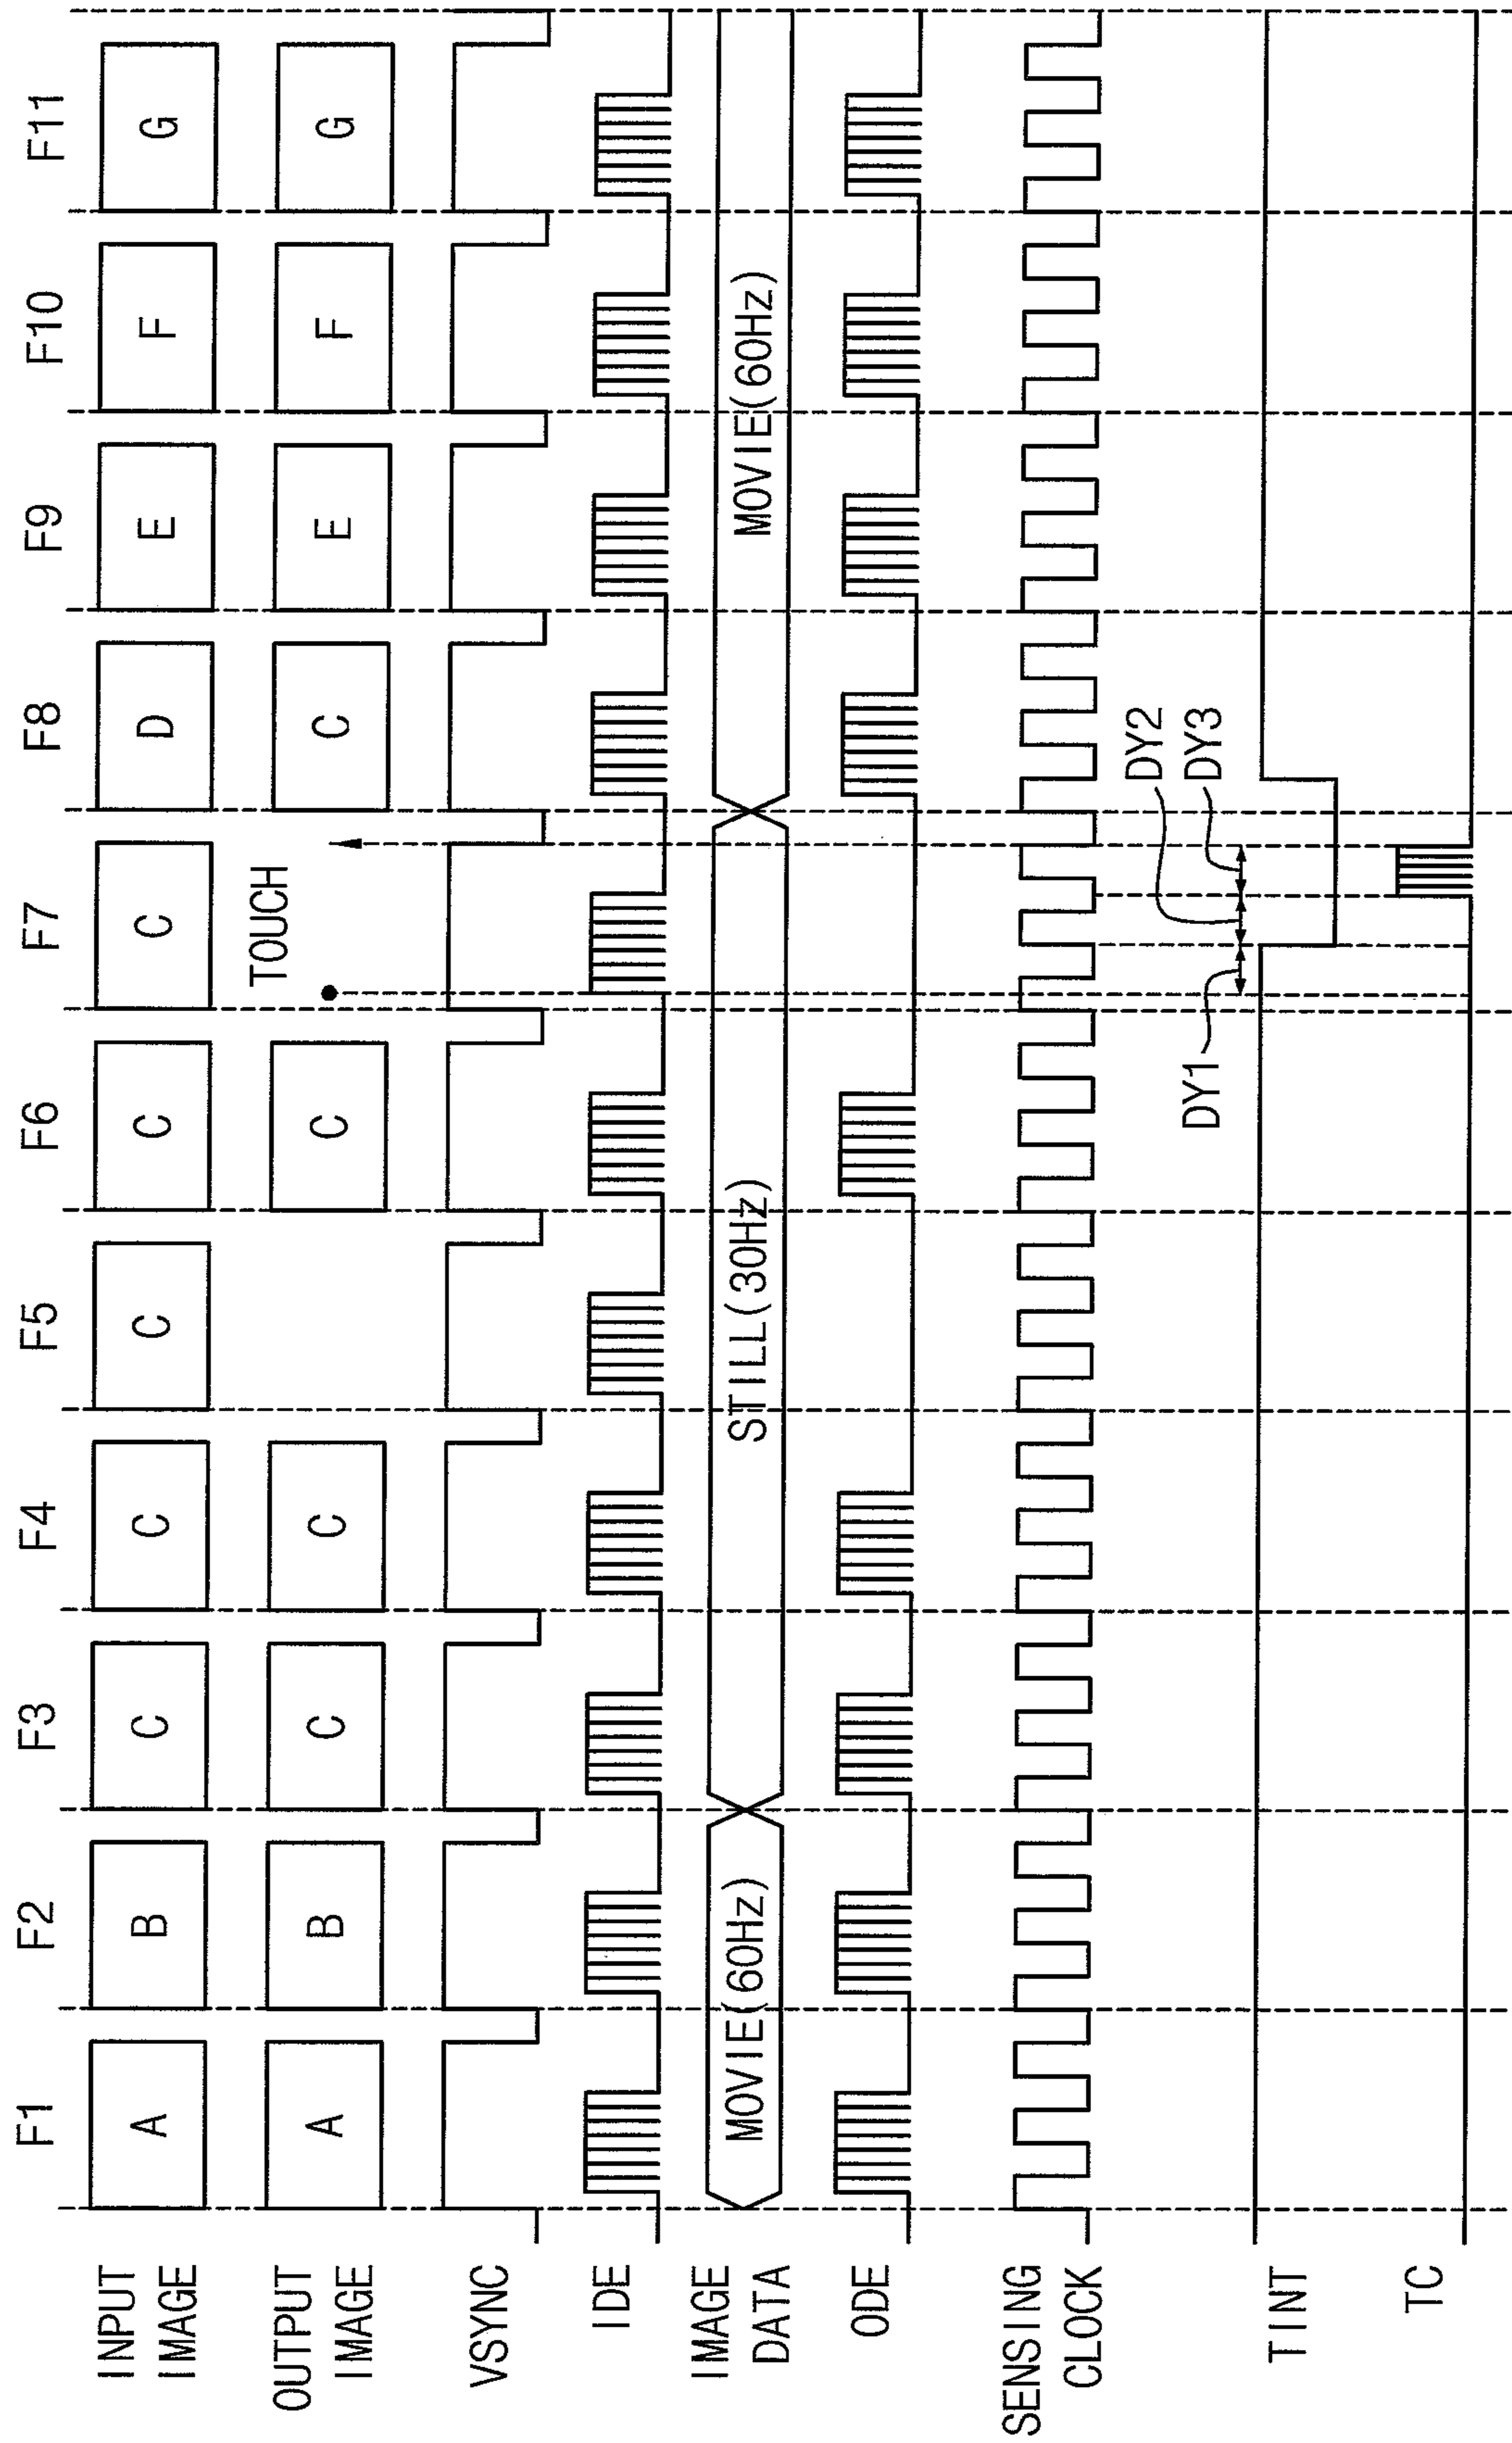 F1 F2 F3 F4 F5 F6 F7 F8 F9 F10 F11
INPUT
IMAGE
A B C C C C C D E F G
OUTPUT
IMAGE
A B C C C TOUCH C E F G
VSYNC
IDE
IMAGE
DATA
MOVIE(60Hz) STILL(30Hz) MOVIE(60Hz)
ODE
SENSING
CLOCK
DY2
DY1 DY3
TINT
TC